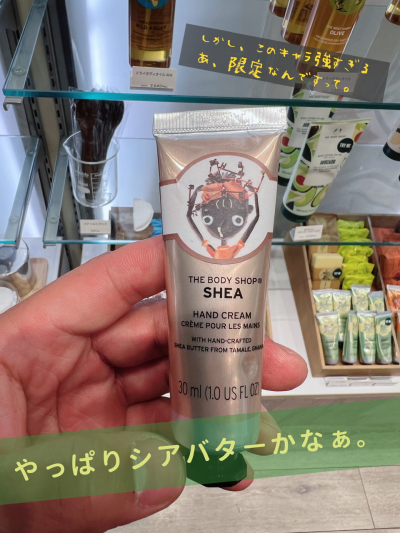 しかし、このキャラ強すぎる
あ、限定なんですって。
OLIVE
THE BODY SHOP®
SHEA
HAND CREAM
CRÈME POUR LES MAINS
WITH HAND-CRAFTED
SHEA BUTTER FROM TAMALE, GHANA
30 ml (1.0 US FL OZ)
やっぱりシアバターかなぁ。